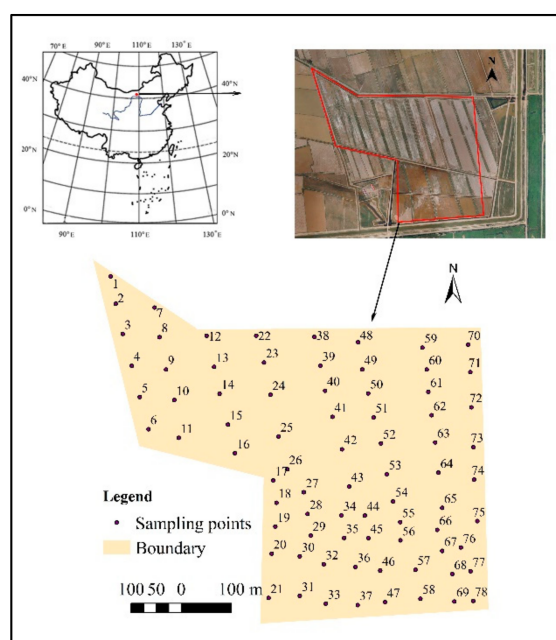 70°E 90°E 110°E 135°E
40°N 40°N
20°N 20°N
0°N 0°N
90°E 110°E 130°E
N
N
1
2 7
3 8 12 22 38 48 59 70
4 9 13 23 39 49 60 71
5 10 14 24 40 50 61 72
6 11 15 25 41 51 62
16 42 52 63 73
17 26 43 53 64 74
18 27 54 65
19 28 34 44 55 66 75
20 29 35 45 56 67 76
30 32 36 46 57 68 77
21 31 33 37 47 58 69 78
Legend
Sampling points
Boundary
100 50 0 100 m